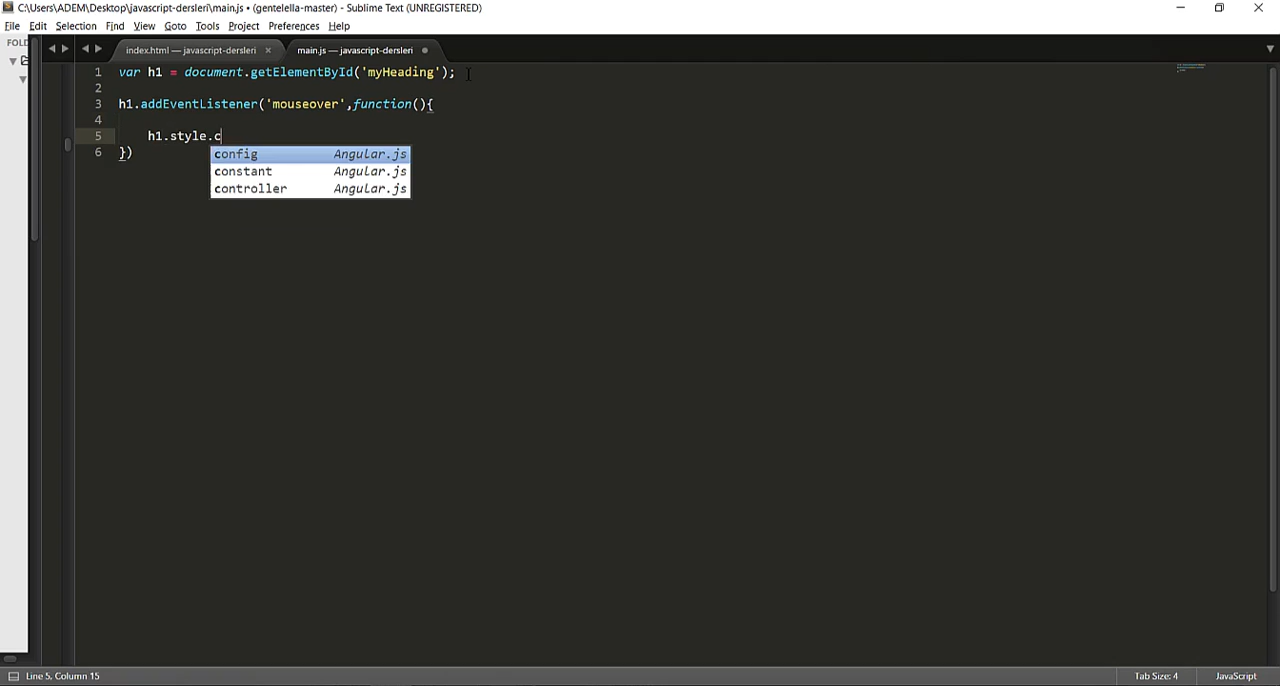 C:\Users\ADEM\Desktop\javascript-dersleri\main.js • (gentelella-master) - Sublime Text (UNREGISTERED)
File Edit Selection Find View Goto Tools Project Preferences Help
FOLD
index.html — javascript-dersleri ×
main.js — javascript-dersleri
1 var h1 = document.getElementById('myHeading');
2
3 h1.addEventListener('mouseover',function(){
4
5 h1.style.c
6 })
config Angular.js
constant Angular.js
controller Angular.js
Line 5, Column 15
Tab Size: 4
JavaScript